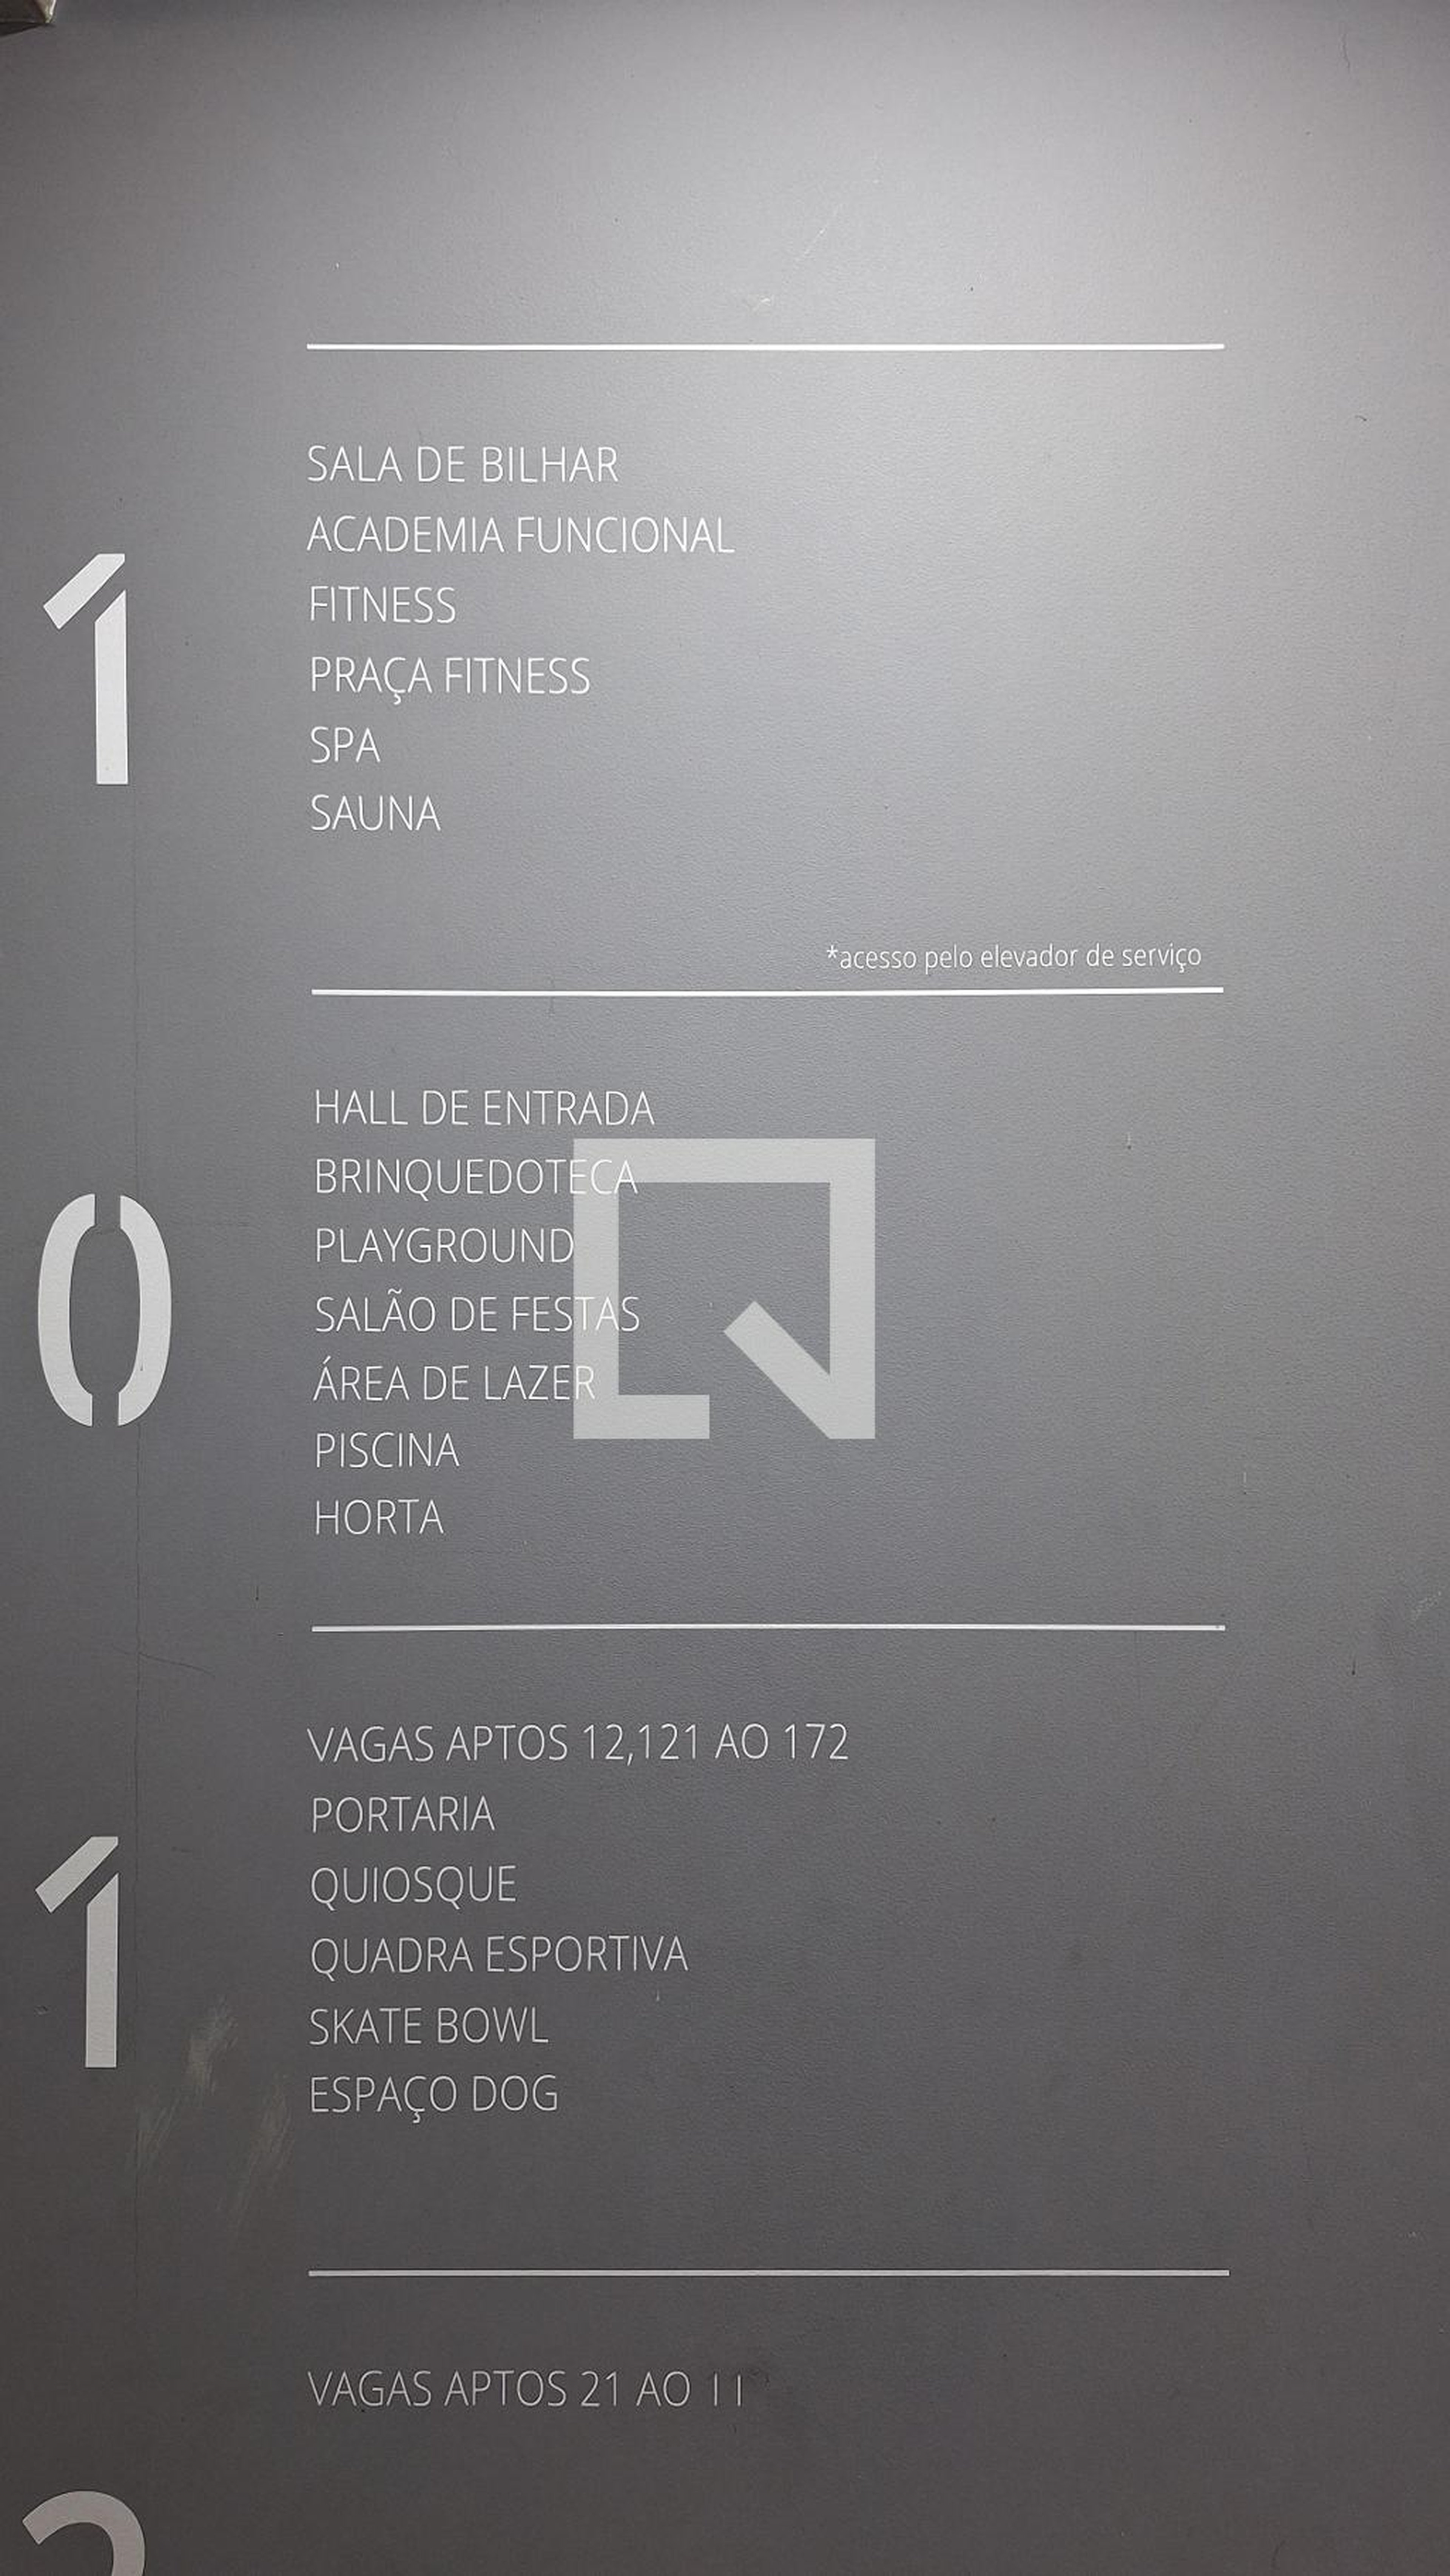 1
SALA DE BILHAR
ACADEMIA FUNCIONAL
FITNESS
PRAÇA FITNESS
SPA
SAUNA
*acesso pelo elevador de serviço
0
HALL DE ENTRADA
BRINQUEDOTECA
PLAYGROUND
SALÃO DE FESTAS
ÁREA DE LAZER
PISCINA
HORTA
1
VAGAS APTOS 12,121 AO 172
PORTARIA
QUIOSQUE
QUADRA ESPORTIVA
SKATE BOWL
ESPAÇO DOG
VAGAS APTOS 21 AO